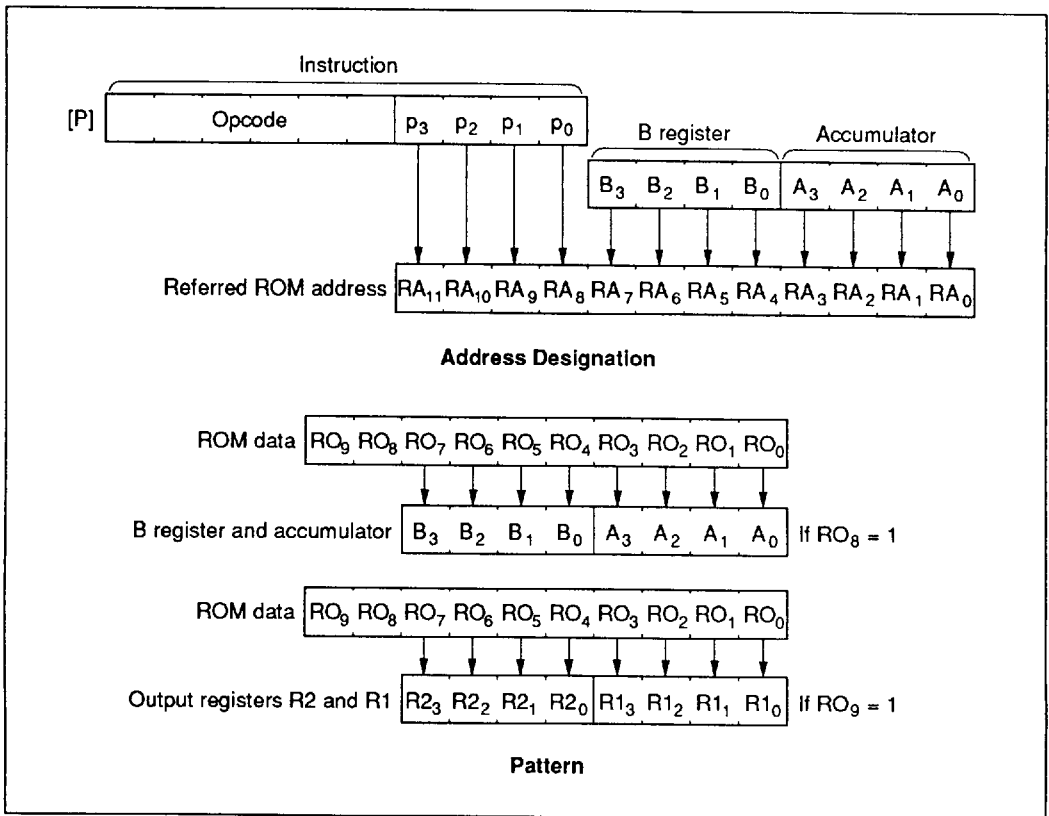 Instruction
[P] Opcode p3 p2 p1 p0
B register Accumulator
B3 B2 B1 B0 A3 A2 A1 A0
Referred ROM address RA11 RA10 RA9 RA8 RA7 RA6 RA5 RA4 RA3 RA2 RA1 RA0
Address Designation
ROM data RO9 RO8 RO7 RO6 RO5 RO4 RO3 RO2 RO1 RO0
B register and accumulator B3 B2 B1 B0 A3 A2 A1 A0 If RO8 = 1
ROM data RO9 RO8 RO7 RO6 RO5 RO4 RO3 RO2 RO1 RO0
Output registers R2 and R1 R23 R22 R21 R20 R13 R12 R11 R10 If RO9 = 1
Pattern